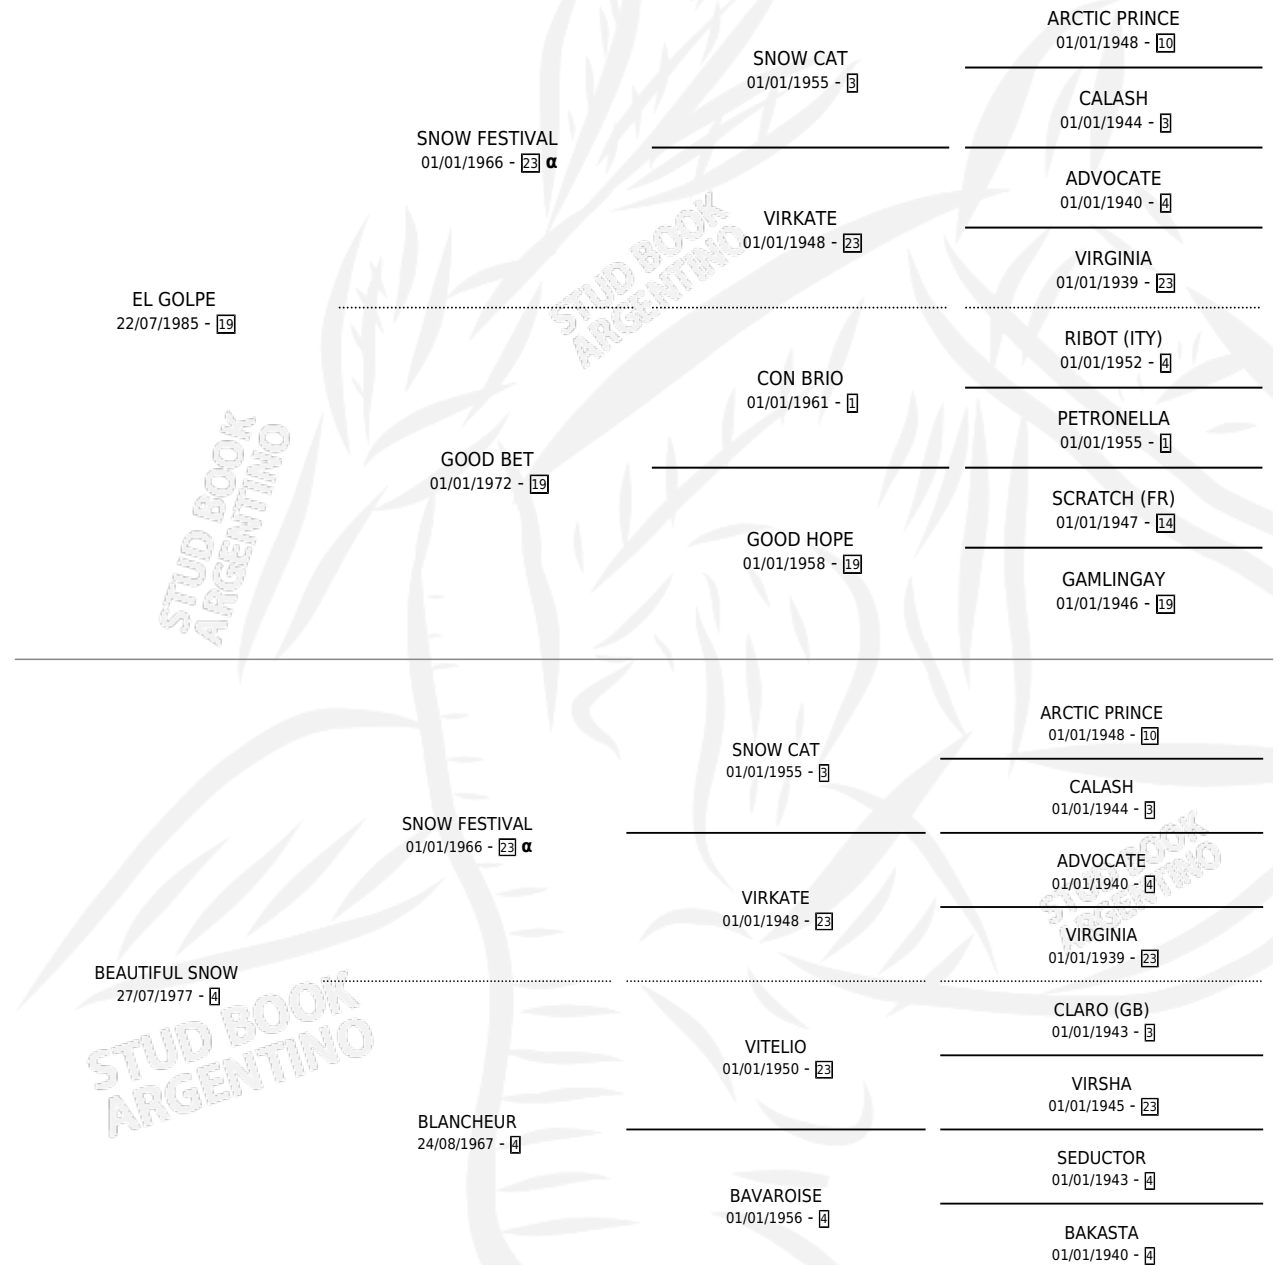 ARCTIC PRINCE
01/01/1948 - 10
SNOW CAT
01/01/1955 - 3
CALASH
01/01/1944 - 3
SNOW FESTIVAL
01/01/1966 - 23 α
ADVOCATE
01/01/1940 - 4
VIRKATE
01/01/1948 - 23
VIRGINIA
01/01/1939 - 23
EL GOLPE
22/07/1985 - 19
RIBOT (ITY)
01/01/1952 - 4
CON BRIO
01/01/1961 - 1
PETRONELLA
01/01/1955 - 1
GOOD BET
01/01/1972 - 19
SCRATCH (FR)
01/01/1947 - 14
GOOD HOPE
01/01/1958 - 19
GAMLINGAY
01/01/1946 - 19
STUD BOOK
ARGENTINO
STUD BOOK
ARGENTINO
ARCTIC PRINCE
01/01/1948 - 10
SNOW CAT
01/01/1955 - 3
CALASH
01/01/1944 - 3
SNOW FESTIVAL
01/01/1966 - 23 α
ADVOCATE
01/01/1940 - 4
VIRKATE
01/01/1948 - 23
VIRGINIA
01/01/1939 - 23
BEAUTIFUL SNOW
27/07/1977 - 4
CLARO (GB)
01/01/1943 - 3
VITELIO
01/01/1950 - 23
VIRSHA
01/01/1945 - 23
BLANCHEUR
24/08/1967 - 4
SEDUCTOR
01/01/1943 - 4
BAVAROISE
01/01/1956 - 4
BAKASTA
01/01/1940 - 4
STUD BOOK
ARGENTINO
STUD BOOK
ARGENTINO